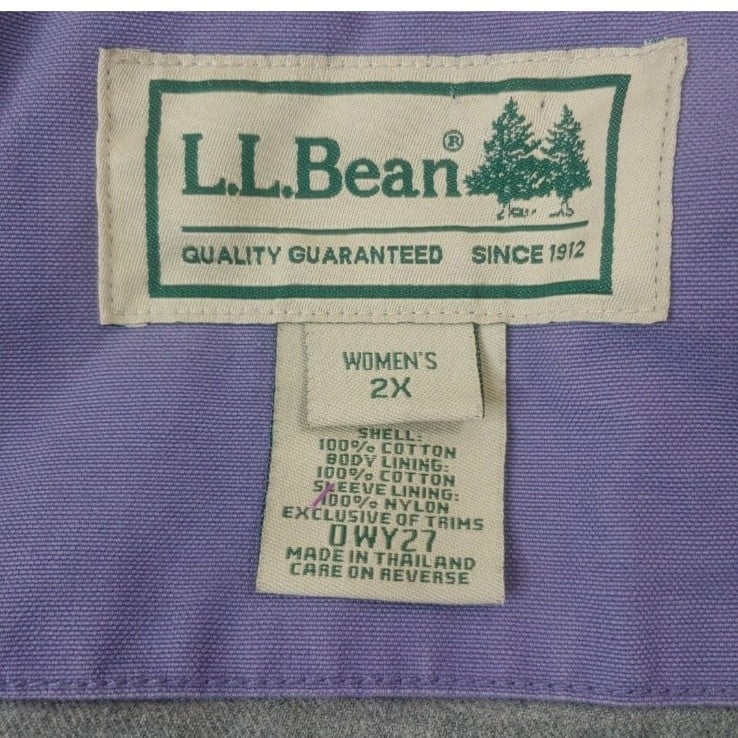 L.L.Bean®
QUALITY GUARANTEED SINCE 1912
WOMEN'S
2X
SHELL:
100% COTTON
BODY LINING:
100% COTTON
SLEEVE LINING:
100% NYLON
EXCLUSIVE OF TRIMS
0WY27
MADE IN THAILAND
CARE ON REVERSE